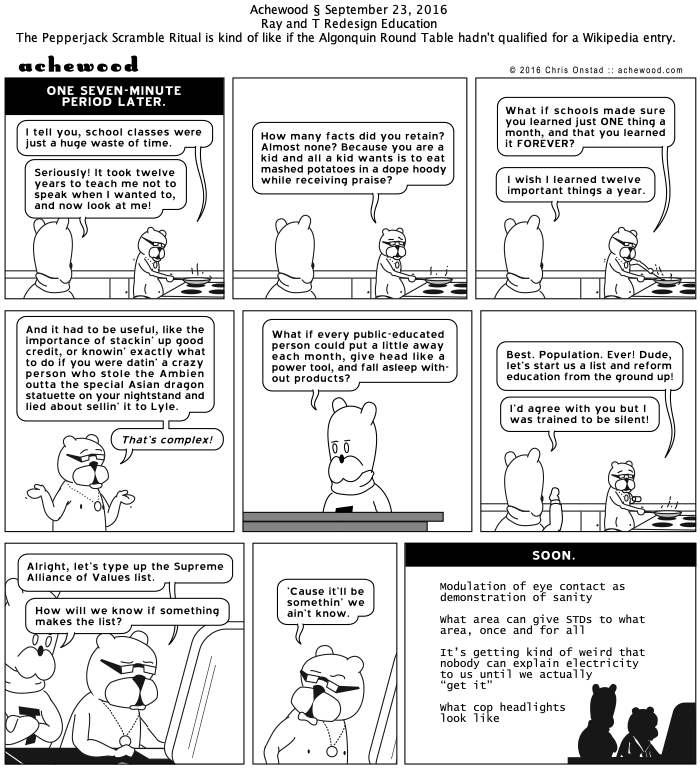 Achewood § September 23, 2016
Ray and T Redesign Education
The Pepperjack Scramble Ritual is kind of like if the Algonquin Round Table hadn't qualified for a Wikipedia entry.
achewood
© 2016 Chris Onstad :: achewood.com
ONE SEVEN-MINUTE
PERIOD LATER.
I tell you, school classes were
just a huge waste of time.
Seriously! It took twelve
years to teach me not to
speak when I wanted to,
and now look at me!
How many facts did you retain?
Almost none? Because you are a
kid and all a kid wants is to eat
mashed potatoes in a dope hoody
while receiving praise?
What if schools made sure
you learned just ONE thing a
month, and that you learned
it FOREVER?
I wish I learned twelve
important things a year.
And it had to be useful, like the
importance of stackin' up good
credit, or knowin' exactly what
to do if you were datin' a crazy
person who stole the Ambien
outta the special Asian dragon
statuette on your nightstand and
lied about sellin' it to Lyle.
That's complex!
What if every public-educated
person could put a little away
each month, give head like a
power tool, and fall asleep with-
out products?
Best. Population. Ever! Dude,
let's start us a list and reform
education from the ground up!
I'd agree with you but I
was trained to be silent!
Alright, let's type up the Supreme
Alliance of Values list.
How will we know if something
makes the list?
'Cause it'll be
somethin' we
ain't know.
SOON.
Modulation of eye contact as
demonstration of sanity
What area can give STDs to what
area, once and for all
It's getting kind of weird that
nobody can explain electricity
to us until we actually
“get it”
What cop headlights
look like